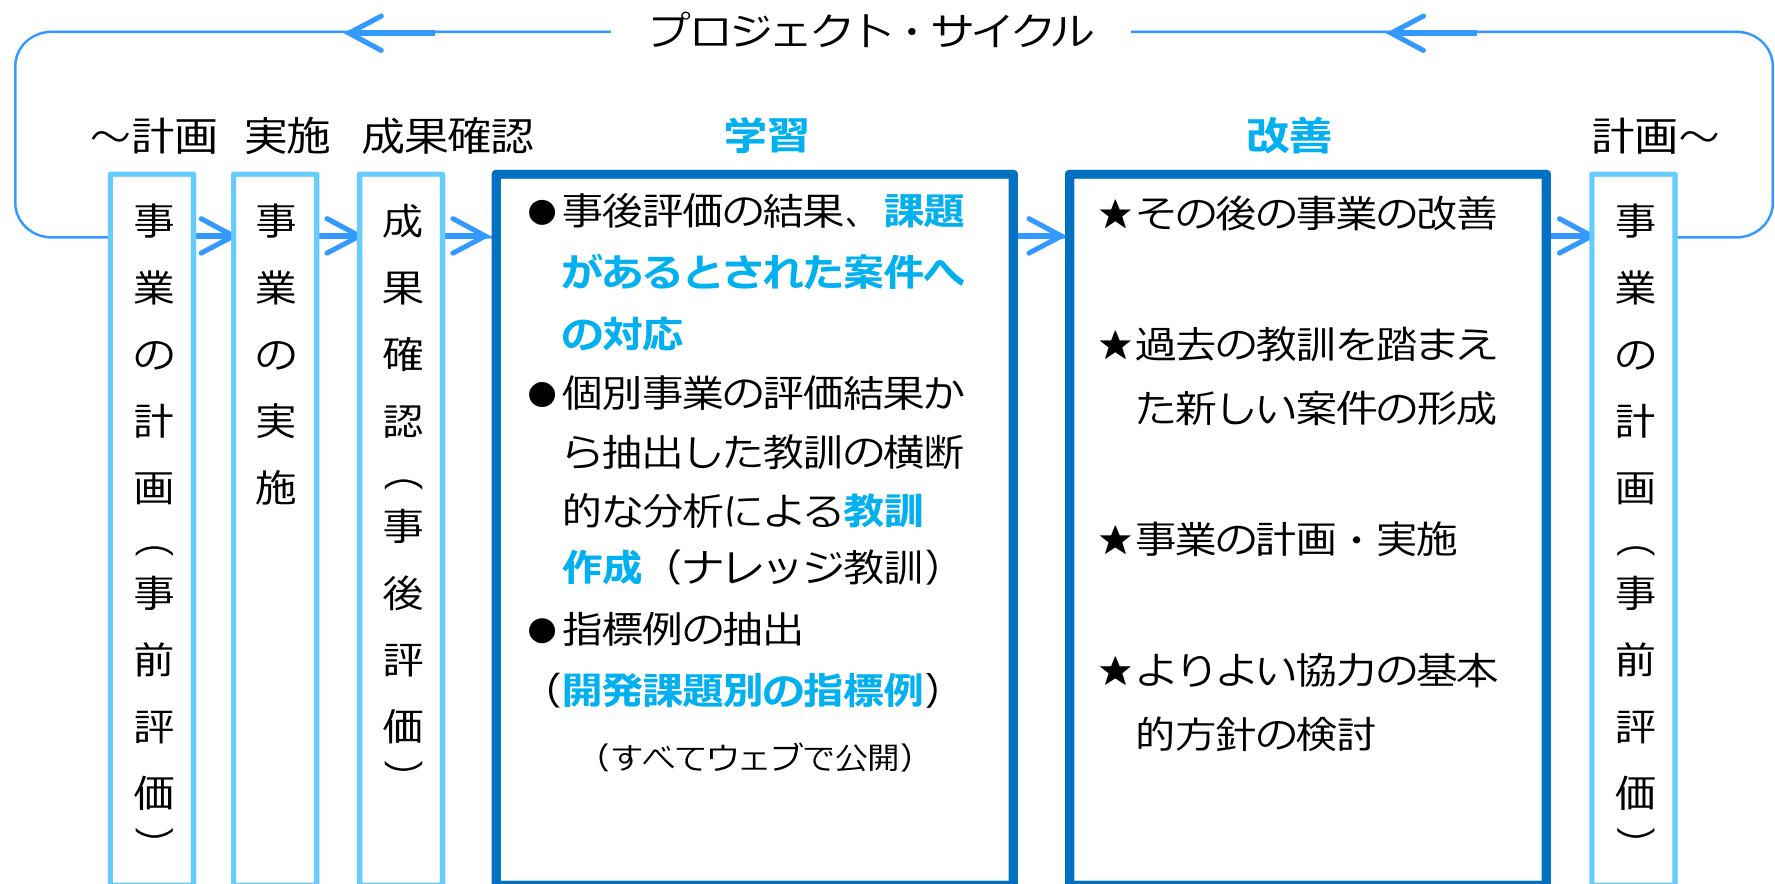 プロジェクト・サイクル
～計画
実施
成果確認
学習
改善
計画～
事業の計画（事前評価）
事業の実施
成果確認（事後評価）
●事後評価の結果、課題
があるとされた案件へ
の対応
●個別事業の評価結果か
ら抽出した教訓の横断
的な分析による教訓
作成（ナレッジ教訓）
●指標例の抽出
（開発課題別の指標例）
（すべてウェブで公開）
★その後の事業の改善
★過去の教訓を踏まえ
た新しい案件の形成
★事業の計画・実施
★よりよい協力の基本
的方針の検討
事業の計画（事前評価）